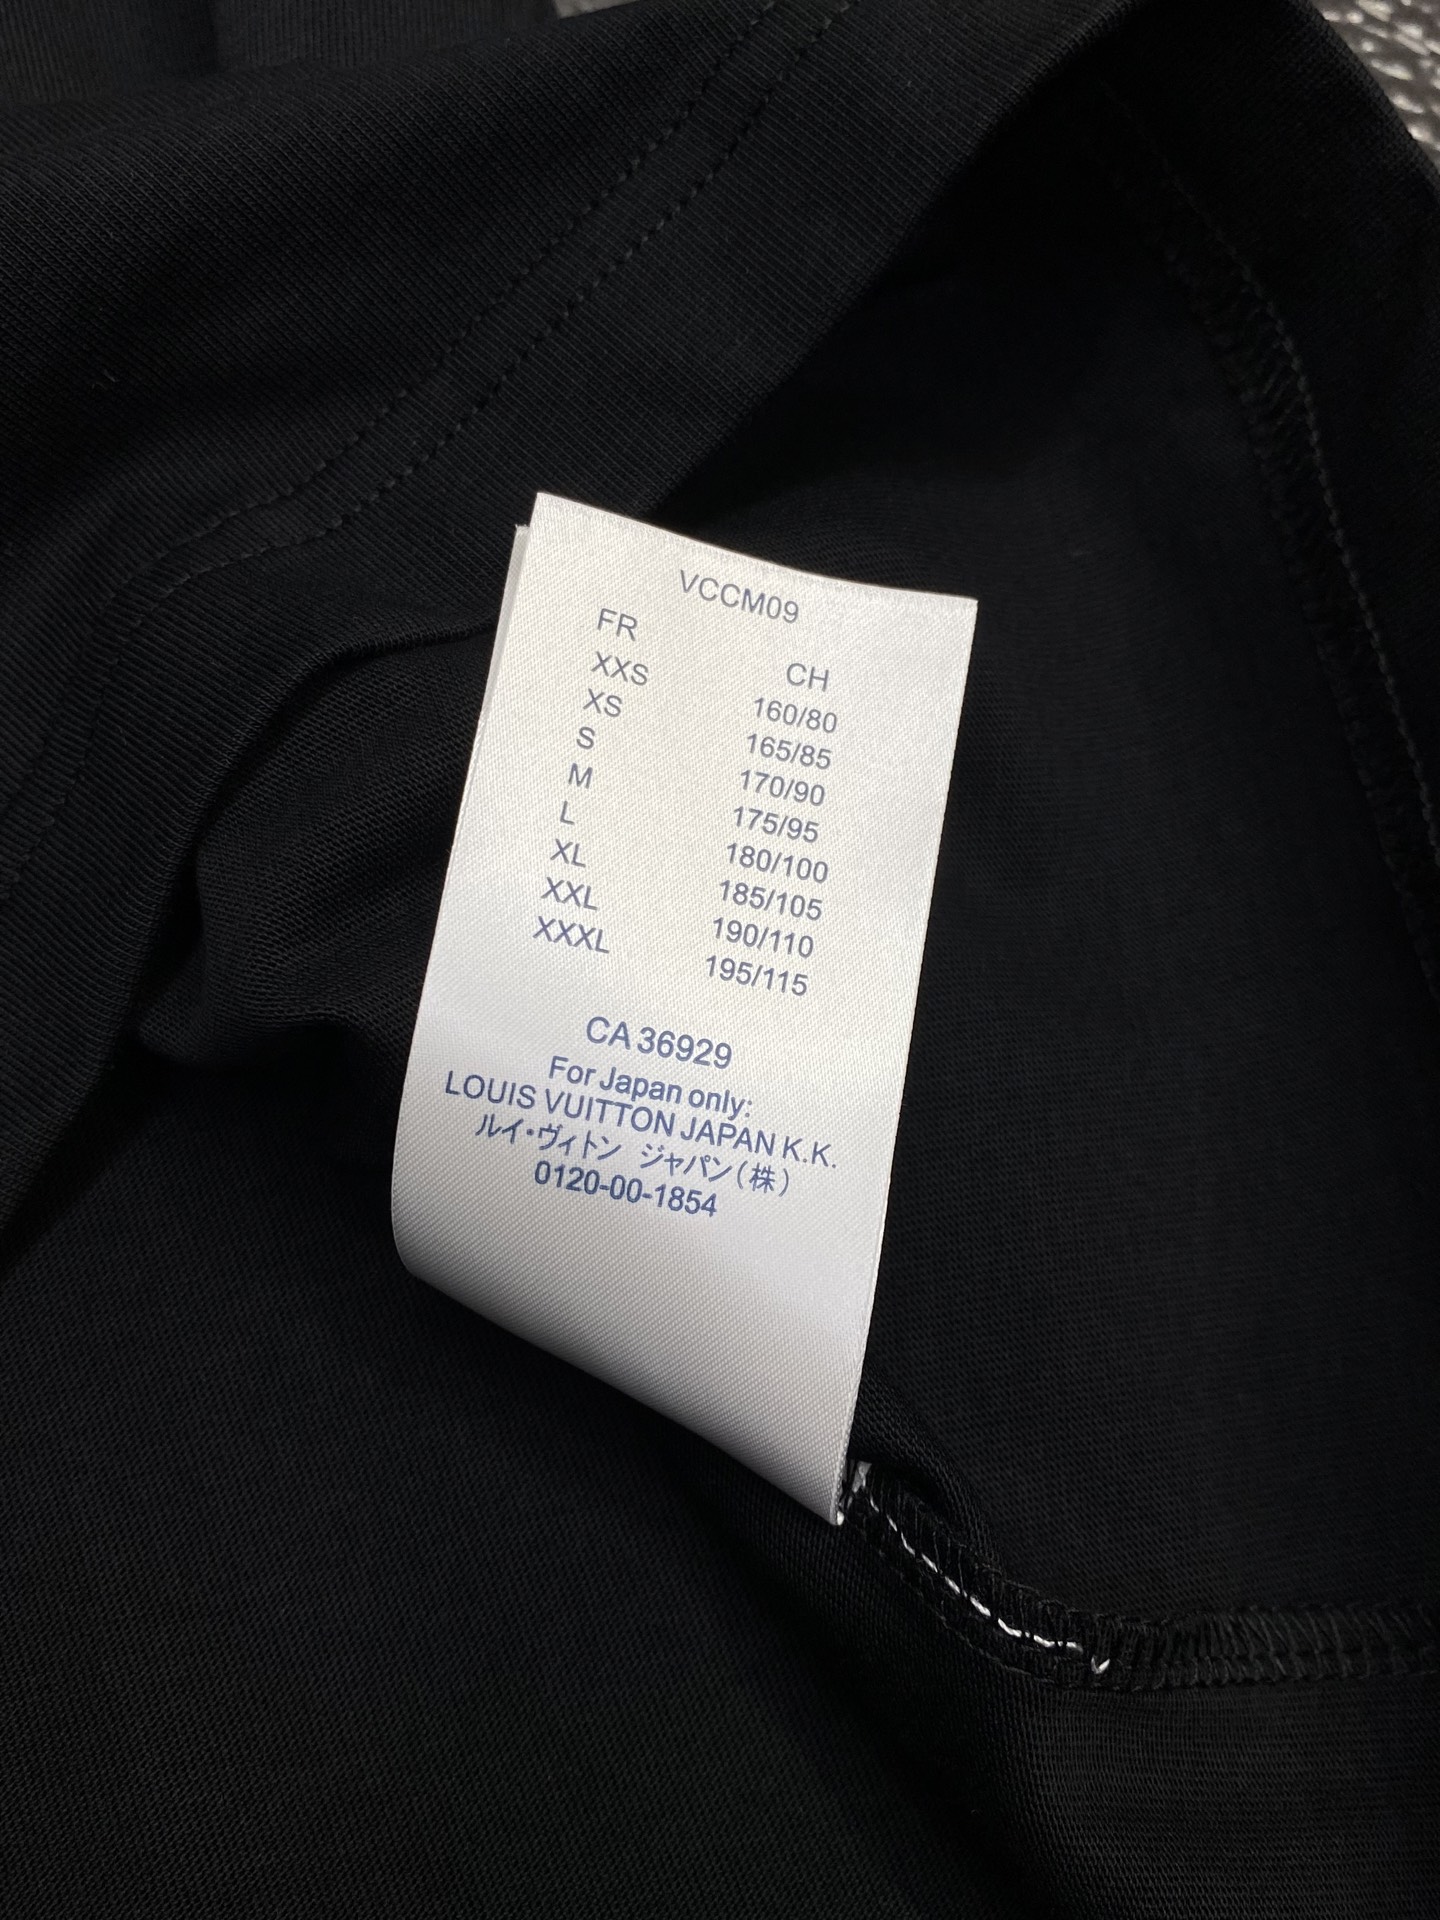 VCCM09
FR CH
XXS 160/80
XS 165/85
S 170/90
M 175/95
L 180/100
XL 185/105
XXL 190/110
XXXL 195/115
CA 36929
For Japan only:
LOUIS VUITTON JAPAN K.K.
ルイ・ヴィトン ジャパン(株)
0120-00-1854